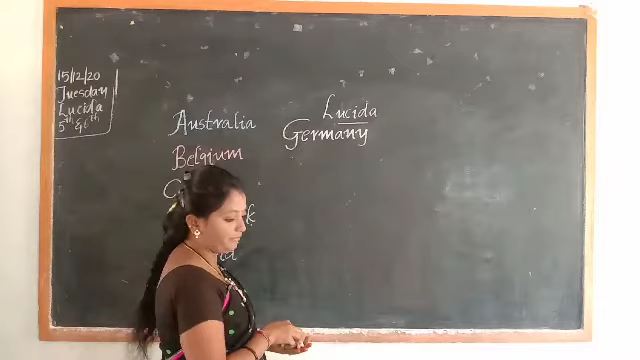 15/12/20
Tuesday
Lucida
5th & 6th
Lucida
Australia
Germany
Belgium